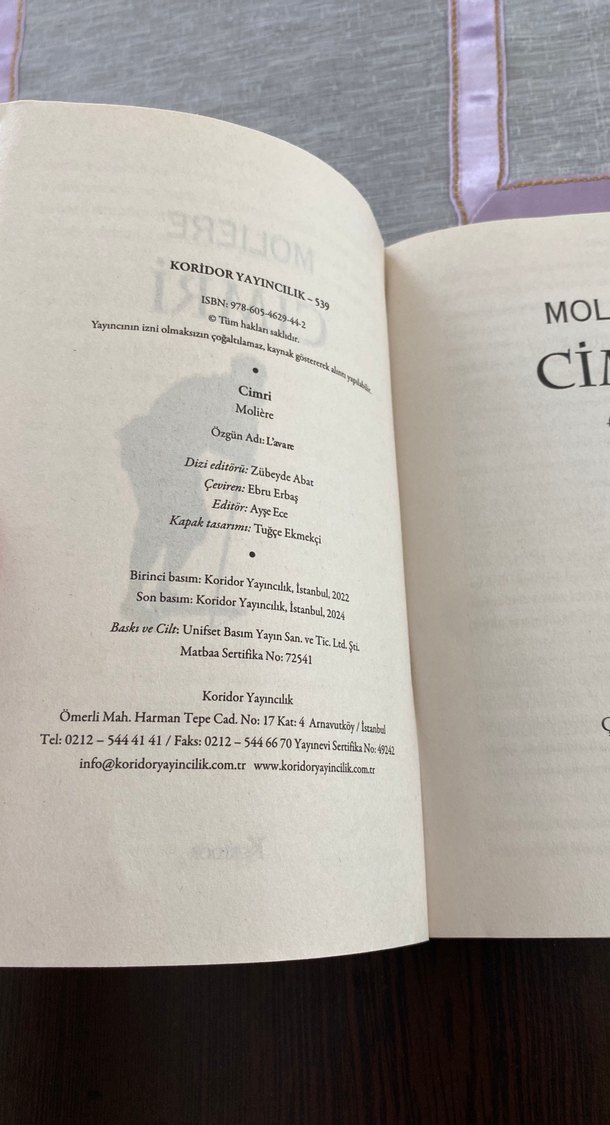 KORİDOR YAYINCILIK – 539
ISBN: 978-605-4629-44-2
© Tüm hakları saklıdır.
Yayıncının izni olmaksızın çoğaltılamaz, kaynak göstererek alıntı yapılabilir.
•
Cimri
Molière
Özgün Adı: L'avare
Dizi editörü: Zübeyde Abat
Çeviren: Ebru Erbaş
Editör: Ayşe Ece
Kapak tasarımı: Tuğçe Ekmekçi
•
Birinci basım: Koridor Yayıncılık, İstanbul, 2022
Son basım: Koridor Yayıncılık, İstanbul, 2024
Baskı ve Cilt: Unifset Basım Yayın San. ve Tic. Ltd. Şti.
Matbaa Sertifika No: 72541
Koridor Yayıncılık
Ömerli Mah. Harman Tepe Cad. No: 17 Kat: 4 Arnavutköy / İstanbul
Tel: 0212 – 544 41 41 / Faks: 0212 – 544 66 70 Yayınevi Sertifika No: 49242
info@koridoryayincilik.com.tr www.koridoryayincilik.com.tr
MOL
CİM
Ç